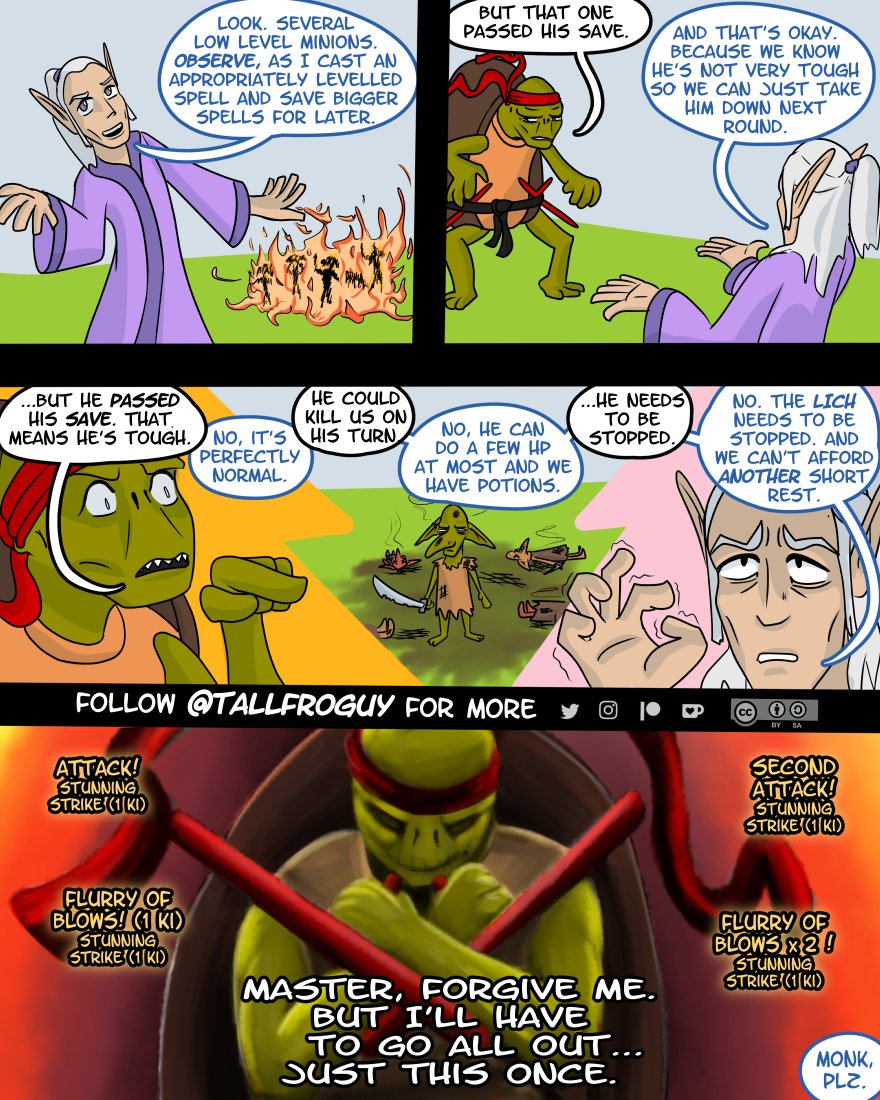 LOOK. SEVERAL
LOW LEVEL MINIONS.
OBSERVE, AS I CAST AN
APPROPRIATELY LEVELLED
SPELL AND SAVE BIGGER
SPELLS FOR LATER.
BUT THAT ONE
PASSED HIS SAVE.
AND THAT'S OKAY.
BECAUSE WE KNOW
HE'S NOT VERY TOUGH
SO WE CAN JUST TAKE
HIM DOWN NEXT
ROUND.
...BUT HE PASSED
HIS SAVE. THAT
MEANS HE'S TOUGH.
NO, IT'S
PERFECTLY
NORMAL.
HE COULD
KILL US ON
HIS TURN
NO, HE CAN
DO A FEW HP
AT MOST AND WE
HAVE POTIONS.
...HE NEEDS
TO BE
STOPPED.
NO. THE LICH
NEEDS TO BE
STOPPED. AND
WE CAN'T AFFORD
ANOTHER SHORT
REST.
FOLLOW @TALLFROGUY FOR MORE
CC
BY SA
ATTACK!
STUNNING
STRIKE (1 KI)
SECOND
ATTACK!
STUNNING
STRIKE (1 KI)
FLURRY OF
BLOWS! (1 KI)
STUNNING
STRIKE (1 KI)
FLURRY OF
BLOWS x 2 !
STUNNING
STRIKE (1 KI)
MASTER, FORGIVE ME.
BUT I'LL HAVE
TO GO ALL OUT...
JUST THIS ONCE.
MONK,
PLZ.